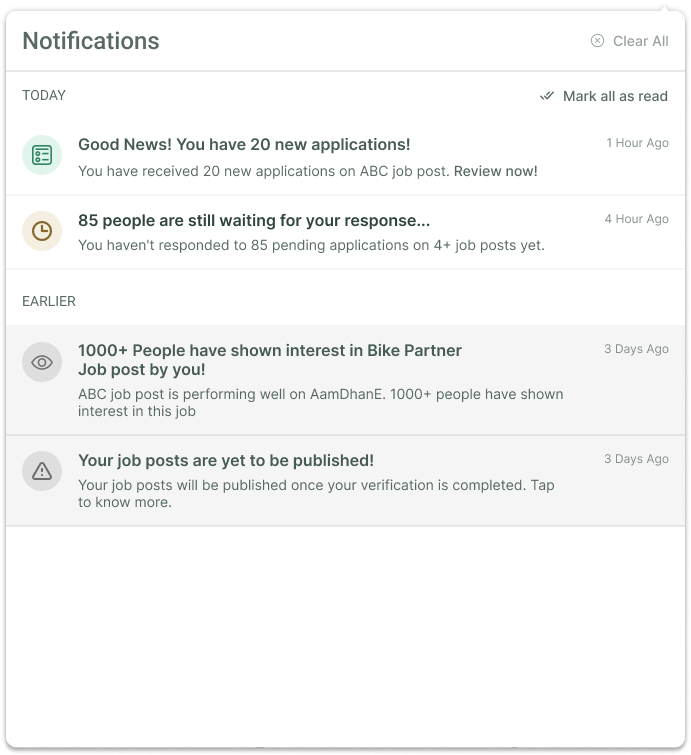 Notifications
Clear All
TODAY
Mark all as read
Good News! You have 20 new applications!
1 Hour Ago
You have received 20 new applications on ABC job post. Review now!
85 people are still waiting for your response...
4 Hour Ago
You haven't responded to 85 pending applications on 4+ job posts yet.
EARLIER
1000+ People have shown interest in Bike Partner
3 Days Ago
Job post by you!
ABC job post is performing well on AamDhanE. 1000+ people have shown
interest in this job
Your job posts are yet to be published!
3 Days Ago
Your job posts will be published once your verification is completed. Tap
to know more.